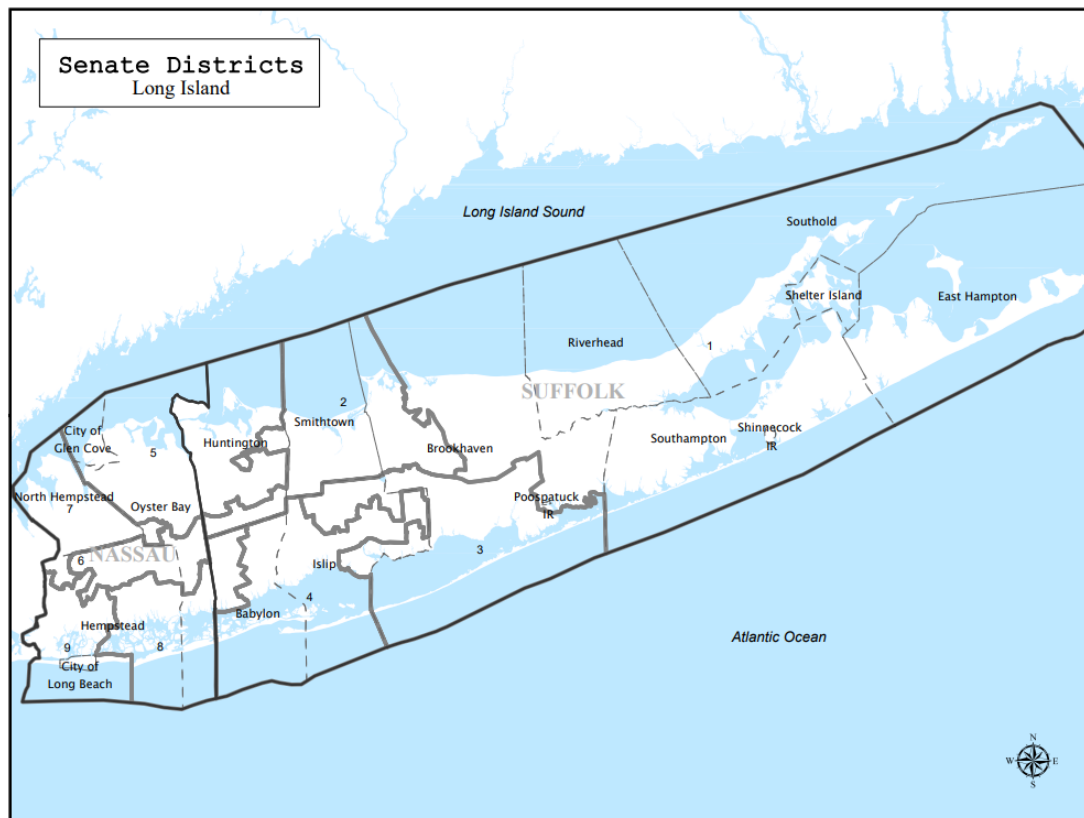 Senate Districts
Long Island
Long Island Sound
Southold
Shelter Island
East Hampton
Riverhead
1
SUFFOLK
2
Smithtown
Huntington
City of
Glen Cove
5
Brookhaven
Southampton
Shinnecock
IR
North Hempstead
7
Oyster Bay
Poospatuck
IR
NASSAU
6
3
Islip
4
Babylon
Hempstead
8
9
City of
Long Beach
Atlantic Ocean
N
W
E
S